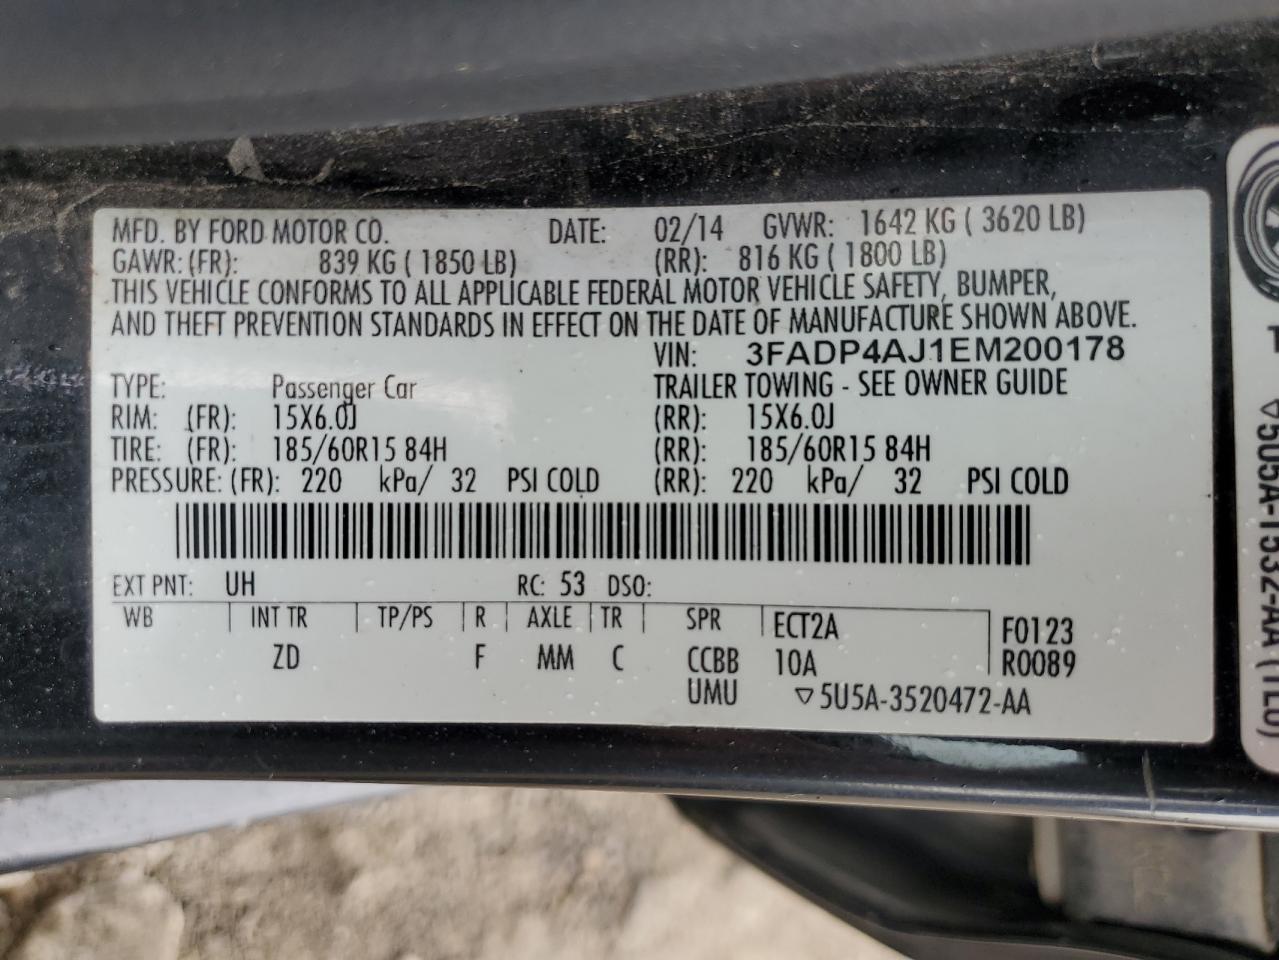 MFD. BY FORD MOTOR CO. DATE: 02/14 GVWR: 1642 KG ( 3620 LB)
GAWR: (FR): 839 KG ( 1850 LB) (RR): 816 KG ( 1800 LB)
THIS VEHICLE CONFORMS TO ALL APPLICABLE FEDERAL MOTOR VEHICLE SAFETY, BUMPER,
AND THEFT PREVENTION STANDARDS IN EFFECT ON THE DATE OF MANUFACTURE SHOWN ABOVE.
VIN: 3FADP4AJ1EM200178
TYPE: Passenger Car TRAILER TOWING - SEE OWNER GUIDE
RIM: (FR): 15X6.0J (RR): 15X6.0J
TIRE: (FR): 185/60R15 84H (RR): 185/60R15 84H
PRESSURE: (FR): 220 kPa/ 32 PSI COLD (RR): 220 kPa/ 32 PSI COLD
EXT PNT: UH RC: 53 DSO:
WB INT TR TP/PS R AXLE TR SPR ECT2A F0123
ZD F MM C CCBB 10A R0089
UMU ▽5U5A-3520472-AA
▽5U5A-1532-AA (TL6)